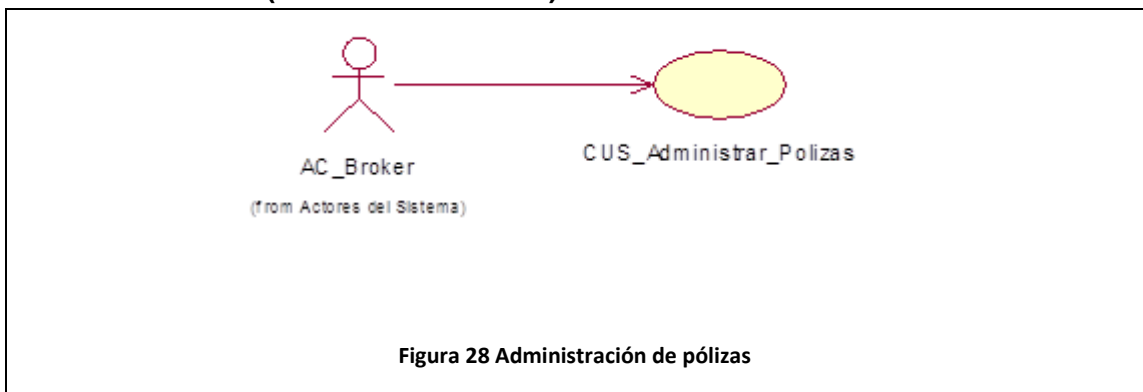 AC_Broker
(from Actores del Sistema)
CUS_Administrar_Polizas
Figura 28 Administración de pólizas